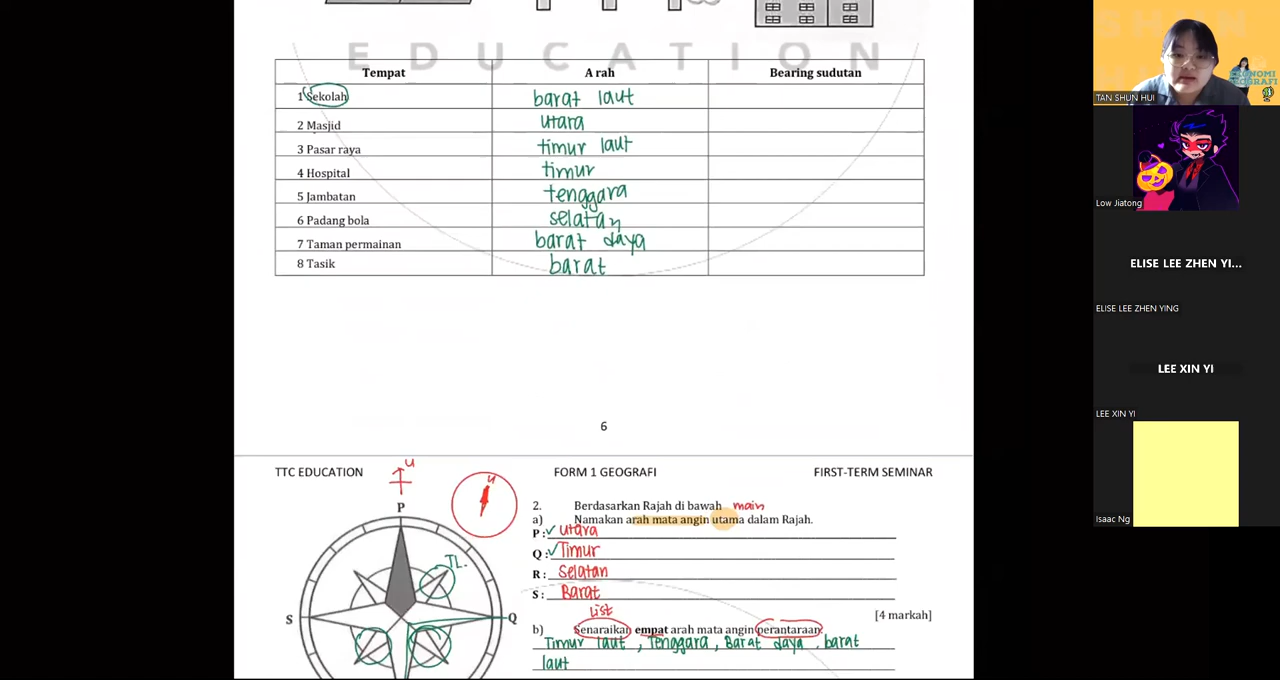 EDUCATION
Tempat Arah Bearing sudutan
1 Sekolah barat laut
2 Masjid utara
3 Pasar raya timur laut
4 Hospital timur
5 Jambatan tenggara
6 Padang bola selatan
7 Taman permainan barat daya
8 Tasik barat
6
TTC EDUCATION FORM 1 GEOGRAFI FIRST-TERM SEMINAR
u
u
P
TL.
S
Q
2. Berdasarkan Rajah di bawah main
a) Namakan arah mata angin utama dalam Rajah.
P: ✓ utara
Q: ✓ Timur
R: Selatan
S: Barat
[4 markah]
List
b) Senaraikan empat arah mata angin perantaraan.
Timur laut, Tenggara, Barat daya, barat
laut
EKONOMI
GEOGRAFI
TAN SHUN HUI
Low Jiatong
ELISE LEE ZHEN YI...
ELISE LEE ZHEN YING
LEE XIN YI
LEE XIN YI
Isaac Ng